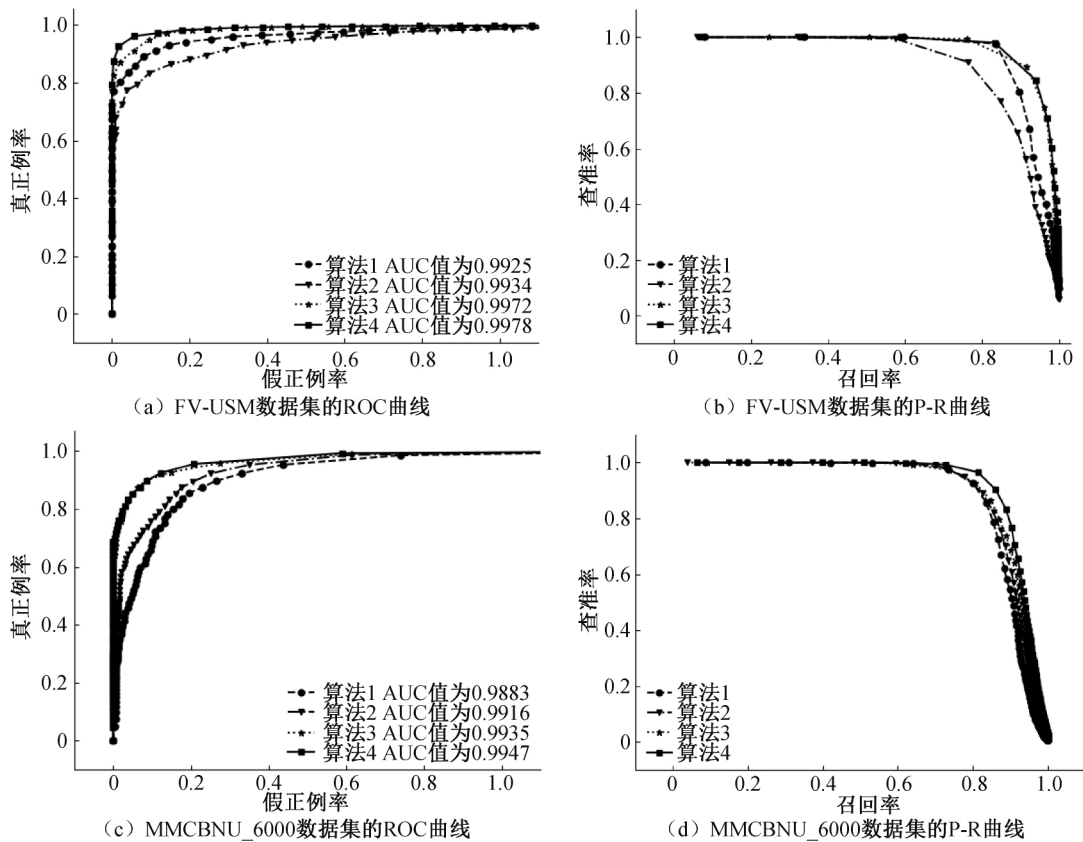 1.0
0.8
0.6
0.4
0.2
0
真正例率
算法1 AUC值为0.9925
算法2 AUC值为0.9934
算法3 AUC值为0.9972
算法4 AUC值为0.9978
0 0.2 0.4 0.6 0.8 1.0
假正例率
（a）FV-USM数据集的ROC曲线
1.0
0.8
0.6
0.4
0.2
0
查准率
算法1
算法2
算法3
算法4
0 0.2 0.4 0.6 0.8 1.0
召回率
（b）FV-USM数据集的P-R曲线
1.0
0.8
0.6
0.4
0.2
0
真正例率
算法1 AUC值为0.9883
算法2 AUC值为0.9916
算法3 AUC值为0.9935
算法4 AUC值为0.9947
0 0.2 0.4 0.6 0.8 1.0
假正例率
（c）MMCBNU_6000数据集的ROC曲线
1.0
0.8
0.6
0.4
0.2
0
查准率
算法1
算法2
算法3
算法4
0 0.2 0.4 0.6 0.8 1.0
召回率
（d）MMCBNU_6000数据集的P-R曲线